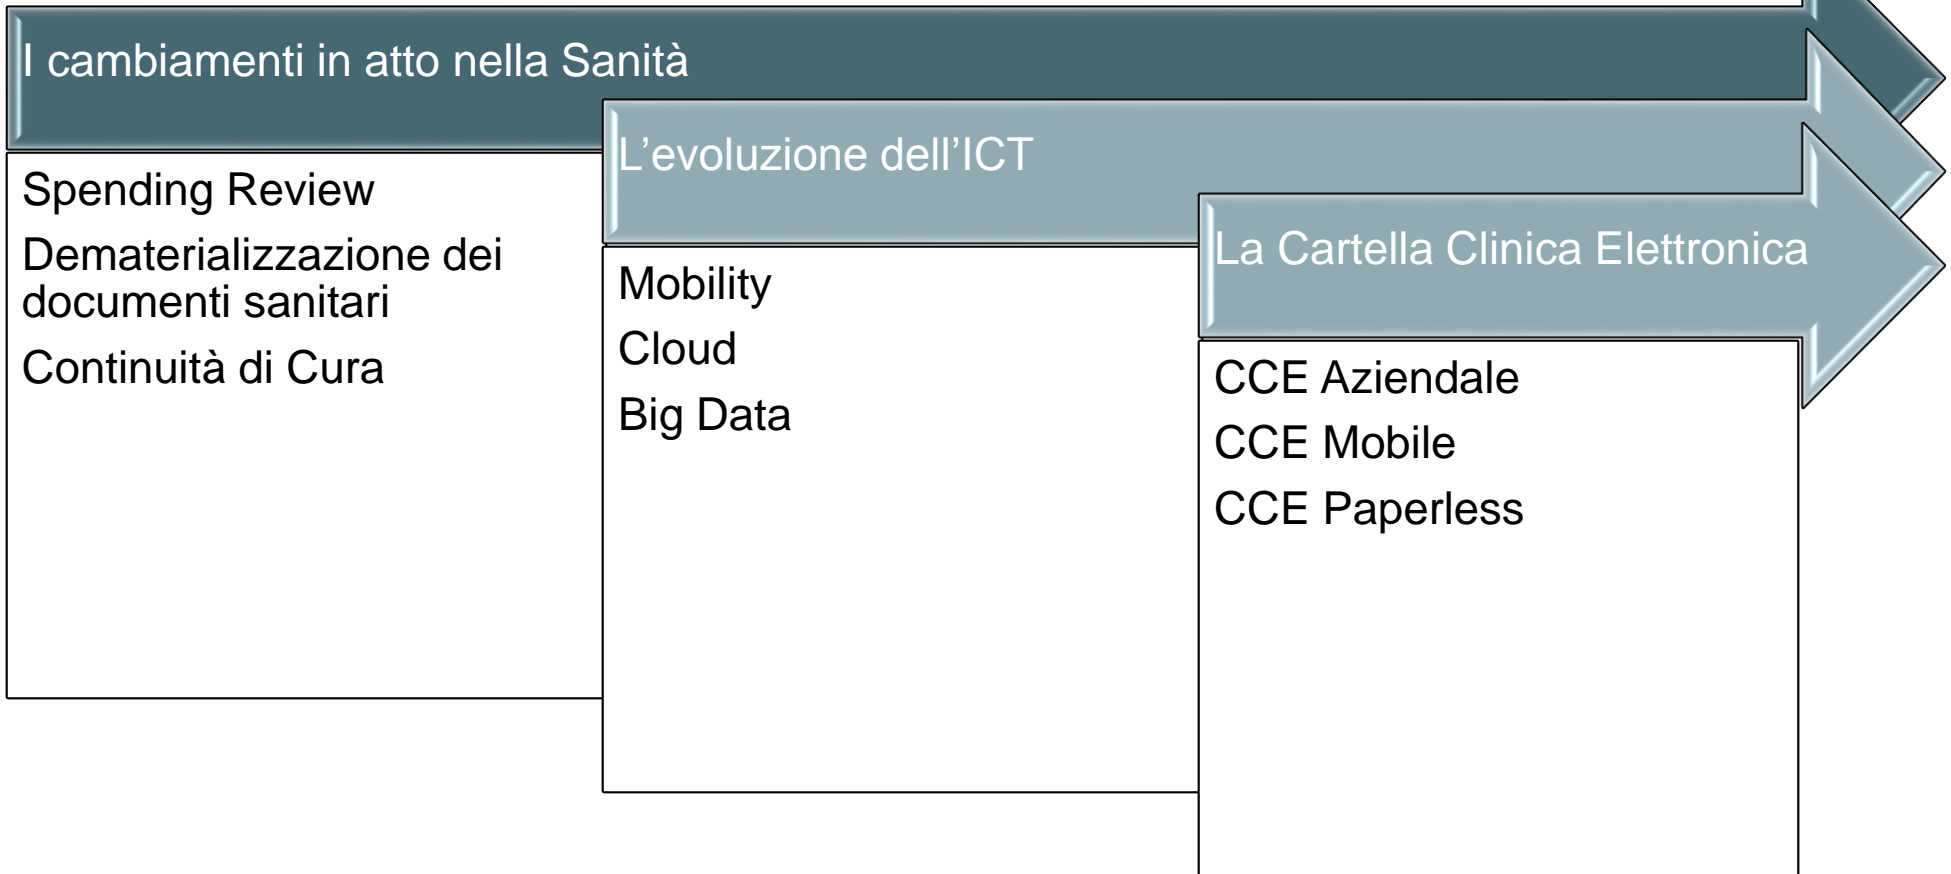 I cambiamenti in atto nella Sanità
Spending Review
Dematerializzazione dei
documenti sanitari
Continuità di Cura
L’evoluzione dell’ICT
Mobility
Cloud
Big Data
La Cartella Clinica Elettronica
CCE Aziendale
CCE Mobile
CCE Paperless